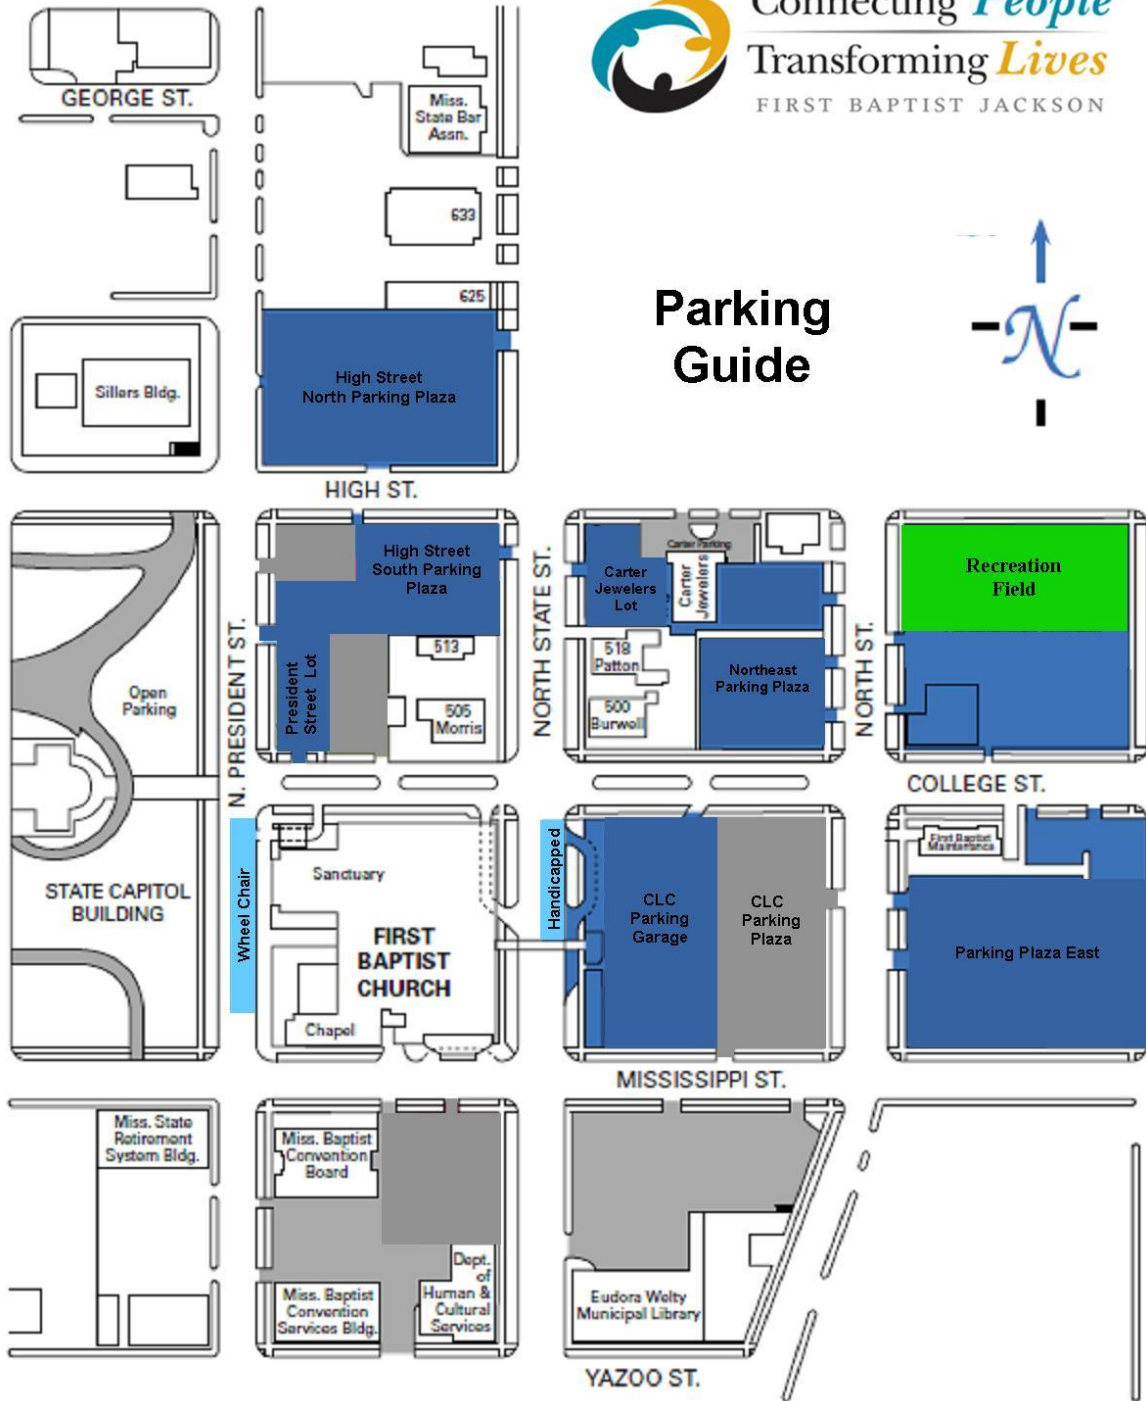 Connecting People
Transforming Lives
FIRST BAPTIST JACKSON
GEORGE ST.
Miss.
State Bar
Assn.
633
625
Parking
Guide
N
Sillers Bldg.
High Street
North Parking Plaza
HIGH ST.
High Street
South Parking
Plaza
Carter Parking
Carter
Jewelers
Lot
Carter
Jewelers
Recreation
Field
Open
Parking
N. PRESIDENT ST.
President
Street Lot
513
505
Morris
NORTH STATE ST.
518
Patton
500
Burwell
Northeast
Parking Plaza
NORTH ST.
COLLEGE ST.
STATE CAPITOL
BUILDING
Wheel Chair
Sanctuary
FIRST
BAPTIST
CHURCH
Chapel
Handicapped
CLC
Parking
Garage
CLC
Parking
Plaza
First Baptist
Maintenance
Parking Plaza East
MISSISSIPPI ST.
Miss. State
Retirement
System Bldg.
Miss. Baptist
Convention
Board
Miss. Baptist
Convention
Services Bldg.
Dept.
of
Human &
Cultural
Services
Eudora Welty
Municipal Library
YAZOO ST.